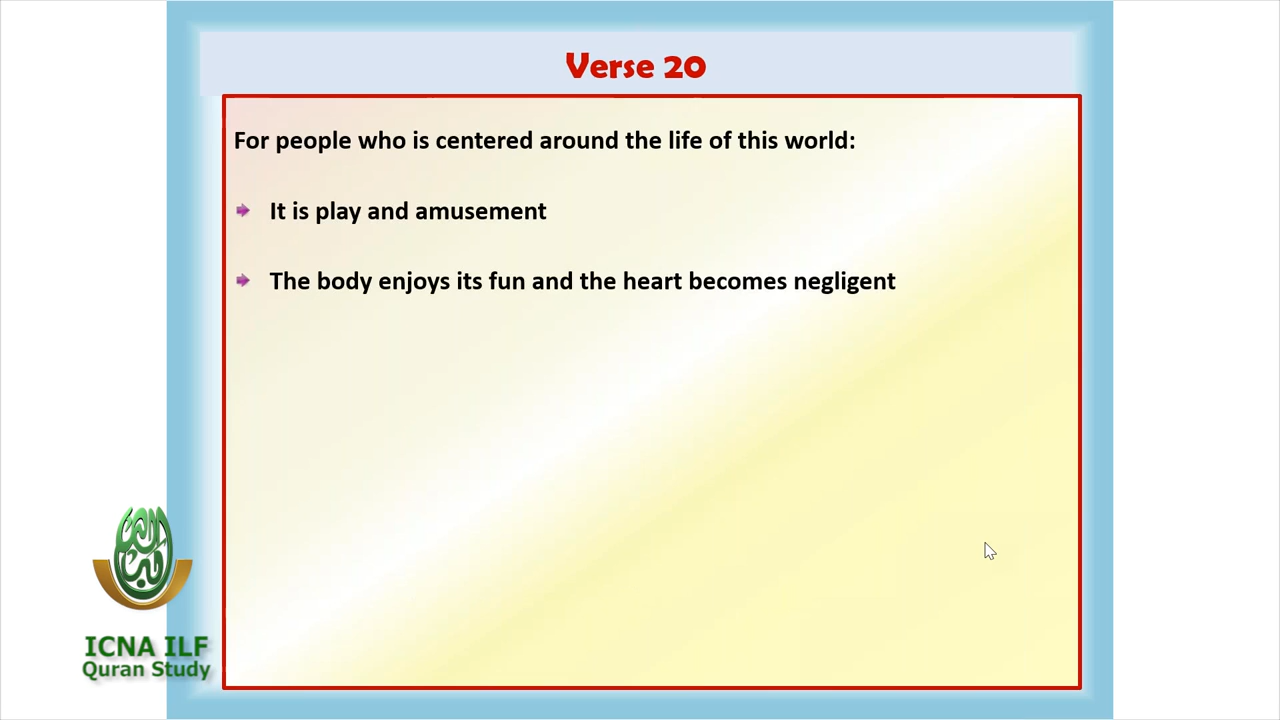 Verse 20
For people who is centered around the life of this world:
It is play and amusement
The body enjoys its fun and the heart becomes negligent
ICNA ILF
Quran Study